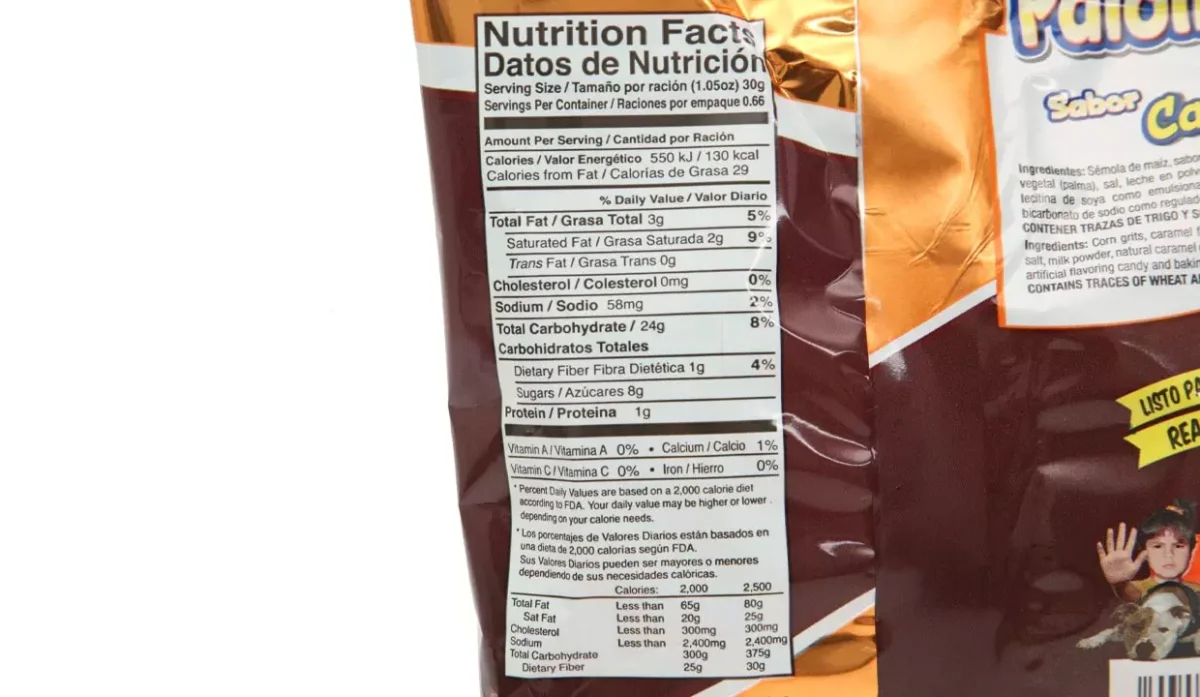 Nutrition Facts
Datos de Nutrición
Serving Size / Tamaño por ración (1.05oz) 30g
Servings Per Container / Raciones por empaque 0.66
Amount Per Serving / Cantidad por Ración
Calories / Valor Energético 550 kJ / 130 kcal
Calories from Fat / Calorias de Grasa 29
% Daily Value / Valor Diario
Total Fat / Grasa Total 3g 5%
Saturated Fat / Grasa Saturada 2g 9%
Trans Fat / Grasa Trans 0g
Cholesterol / Colesterol 0mg 0%
Sodium / Sodio 58mg 2%
Total Carbohydrate / 24g 8%
Carbohidratos Totales
Dietary Fiber Fibra Dietética 1g 4%
Sugars / Azúcares 8g
Protein / Proteina 1g
Vitamin A / Vitamina A 0% • Calcium / Calcio 1%
Vitamin C / Vitamina C 0% • Iron / Hierro 0%
* Percent Daily Values are based on a 2,000 calorie diet
according to FDA. Your daily value may be higher or lower
depending on your calorie needs.
* Los porcentajes de Valores Diarios están basados en
una dieta de 2,000 calorías según FDA.
Sus Valores Diarios pueden ser mayores o menores
dependiendo de sus necesidades calóricas.
Calories: 2,000 2,500
Total Fat Less than 65g 80g
Sat Fat Less than 20g 25g
Cholesterol Less than 300mg 300mg
Sodium Less than 2,400mg 2,400mg
Total Carbohydrate 300g 375g
Dietary Fiber 25g 30g
Sabor
Ca
Ingredientes: Sémola de maíz, sabo
vegetal (palma), sal, leche en polv
lecitina de soya como emulsion
bicarbonato de sodio como regulad
CONTENER TRAZAS DE TRIGO Y S
Ingredients: Corn grits, caramel f
salt, milk powder, natural caramel
artificial flavoring candy and bakin
CONTAINS TRACES OF WHEAT A
LISTO PA
REA